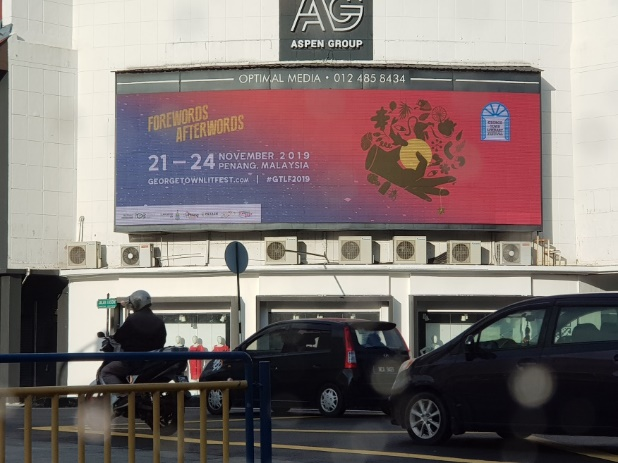 AG
ASPEN GROUP
OPTIMAL MEDIA • 012 485 8434
FOREWORDS
AFTERWORDS
21 – 24 NOVEMBER 2019
PENANG, MALAYSIA
GEORGETOWNLITFEST.COM | #GTLF2019